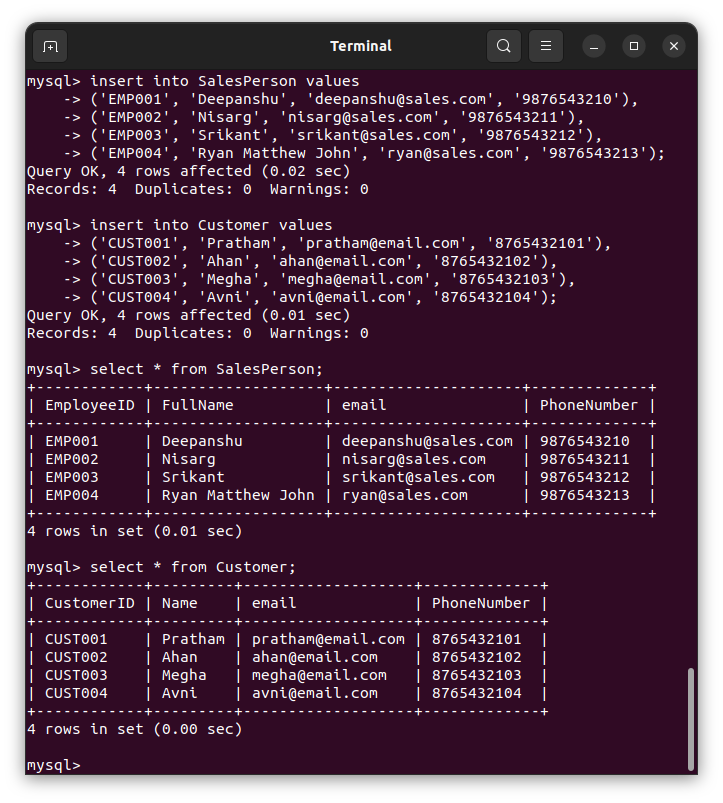 Terminal
mysql> insert into SalesPerson values
    -> ('EMP001', 'Deepanshu', 'deepanshu@sales.com', '9876543210'),
    -> ('EMP002', 'Nisarg', 'nisarg@sales.com', '9876543211'),
    -> ('EMP003', 'Srikant', 'srikant@sales.com', '9876543212'),
    -> ('EMP004', 'Ryan Matthew John', 'ryan@sales.com', '9876543213');
Query OK, 4 rows affected (0.02 sec)
Records: 4  Duplicates: 0  Warnings: 0

mysql> insert into Customer values
    -> ('CUST001', 'Pratham', 'pratham@email.com', '8765432101'),
    -> ('CUST002', 'Ahan', 'ahan@email.com', '8765432102'),
    -> ('CUST003', 'Megha', 'megha@email.com', '8765432103'),
    -> ('CUST004', 'Avni', 'avni@email.com', '8765432104');
Query OK, 4 rows affected (0.01 sec)
Records: 4  Duplicates: 0  Warnings: 0

mysql> select * from SalesPerson;
+------------+-------------------+---------------------+-------------+
| EmployeeID | FullName          | email               | PhoneNumber |
+------------+-------------------+---------------------+-------------+
| EMP001     | Deepanshu         | deepanshu@sales.com | 9876543210  |
| EMP002     | Nisarg            | nisarg@sales.com    | 9876543211  |
| EMP003     | Srikant           | srikant@sales.com   | 9876543212  |
| EMP004     | Ryan Matthew John | ryan@sales.com      | 9876543213  |
+------------+-------------------+---------------------+-------------+
4 rows in set (0.01 sec)

mysql> select * from Customer;
+------------+---------+-------------------+-------------+
| CustomerID | Name    | email             | PhoneNumber |
+------------+---------+-------------------+-------------+
| CUST001    | Pratham | pratham@email.com | 8765432101  |
| CUST002    | Ahan    | ahan@email.com    | 8765432102  |
| CUST003    | Megha   | megha@email.com   | 8765432103  |
| CUST004    | Avni    | avni@email.com    | 8765432104  |
+------------+---------+-------------------+-------------+
4 rows in set (0.00 sec)

mysql>